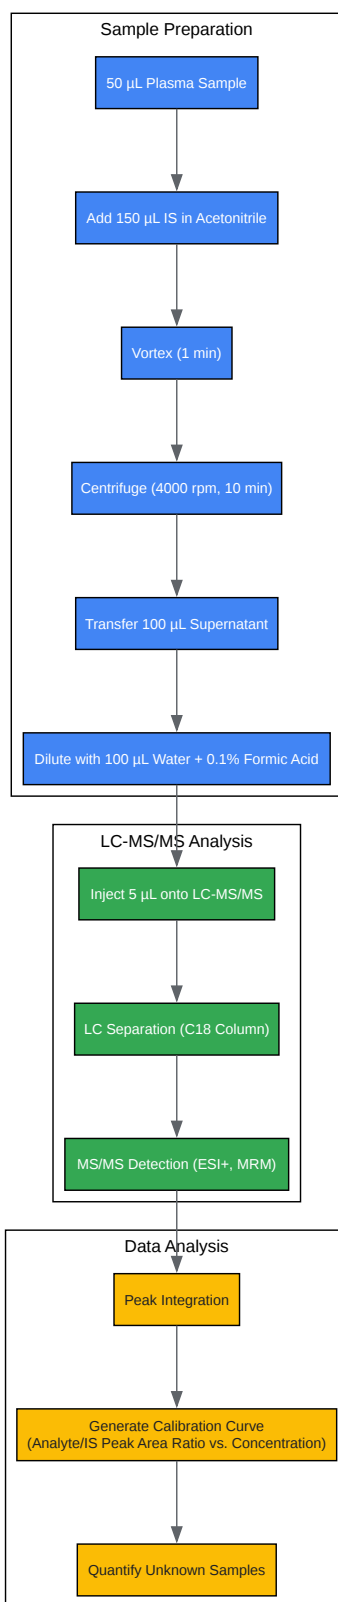 Sample Preparation
50 µL Plasma Sample
Add 150 µL IS in Acetonitrile
Vortex (1 min)
Centrifuge (4000 rpm, 10 min)
Transfer 100 µL Supernatant
Dilute with 100 µL Water + 0.1% Formic Acid
LC-MS/MS Analysis
Inject 5 µL onto LC-MS/MS
LC Separation (C18 Column)
MS/MS Detection (ESI+, MRM)
Data Analysis
Peak Integration
Generate Calibration Curve
(Analyte/IS Peak Area Ratio vs. Concentration)
Quantify Unknown Samples